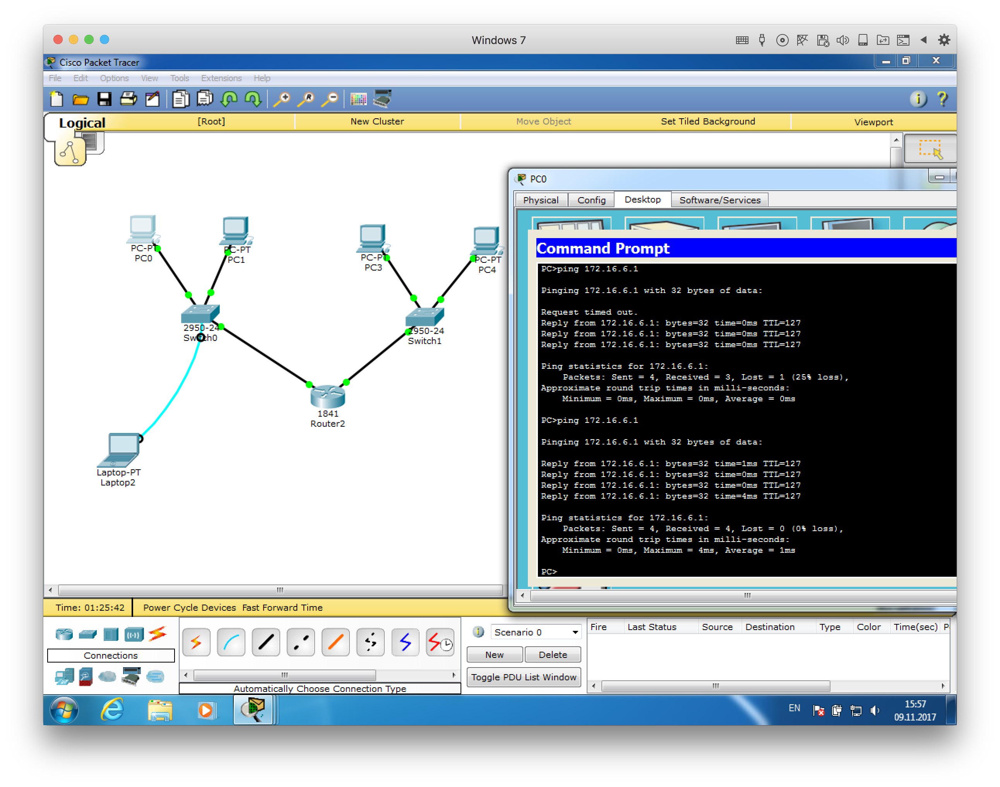 Windows 7
Cisco Packet Tracer
File Edit Options View Tools Extensions Help
Logical [Root] New Cluster Move Object Set Tiled Background Viewport
PC0
Physical Config Desktop Software/Services
Command Prompt
PC>ping 172.16.6.1
Pinging 172.16.6.1 with 32 bytes of data:
Request timed out.
Reply from 172.16.6.1: bytes=32 time=0ms TTL=127
Reply from 172.16.6.1: bytes=32 time=0ms TTL=127
Reply from 172.16.6.1: bytes=32 time=0ms TTL=127
Ping statistics for 172.16.6.1:
Packets: Sent = 4, Received = 3, Lost = 1 (25% loss),
Approximate round trip times in milli-seconds:
Minimum = 0ms, Maximum = 0ms, Average = 0ms
PC>ping 172.16.6.1
Pinging 172.16.6.1 with 32 bytes of data:
Reply from 172.16.6.1: bytes=32 time=1ms TTL=127
Reply from 172.16.6.1: bytes=32 time=0ms TTL=127
Reply from 172.16.6.1: bytes=32 time=0ms TTL=127
Reply from 172.16.6.1: bytes=32 time=4ms TTL=127
Ping statistics for 172.16.6.1:
Packets: Sent = 4, Received = 4, Lost = 0 (0% loss),
Approximate round trip times in milli-seconds:
Minimum = 0ms, Maximum = 4ms, Average = 1ms
PC>
PC-PT
PC0
PC-PT
PC1
PC-PT
PC3
PC-PT
PC4
2950-24
Switch0
2950-24
Switch1
1841
Router2
Laptop-PT
Laptop2
Time: 01:25:42 Power Cycle Devices Fast Forward Time
Connections
Automatically Choose Connection Type
Scenario 0
New Delete
Toggle PDU List Window
Fire Last Status Source Destination Type Color Time(sec) P
EN
15:57
09.11.2017